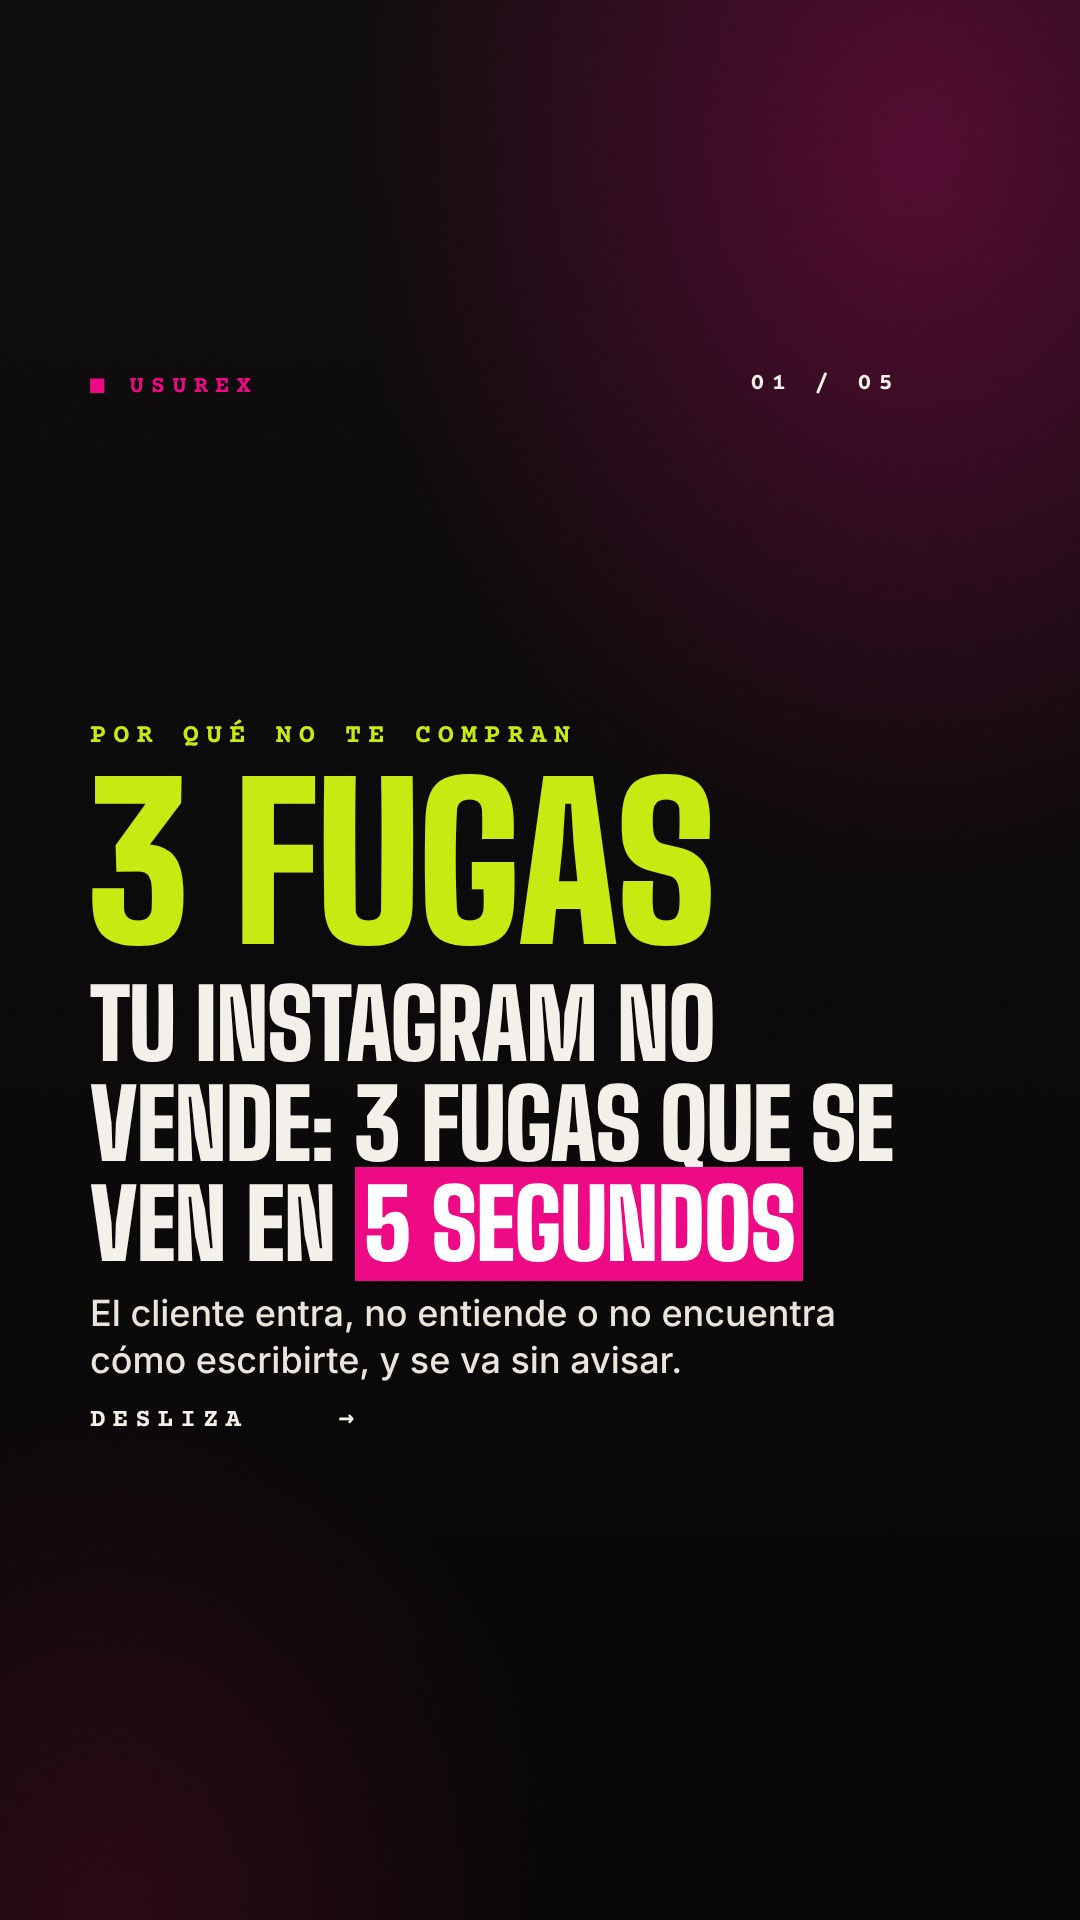 ■ USUREX
01 / 05
POR QUÉ NO TE COMPRAN
3 FUGAS
TU INSTAGRAM NO
VENDE: 3 FUGAS QUE SE
VEN EN 5 SEGUNDOS
El cliente entra, no entiende o no encuentra
cómo escribirte, y se va sin avisar.
DESLIZA →